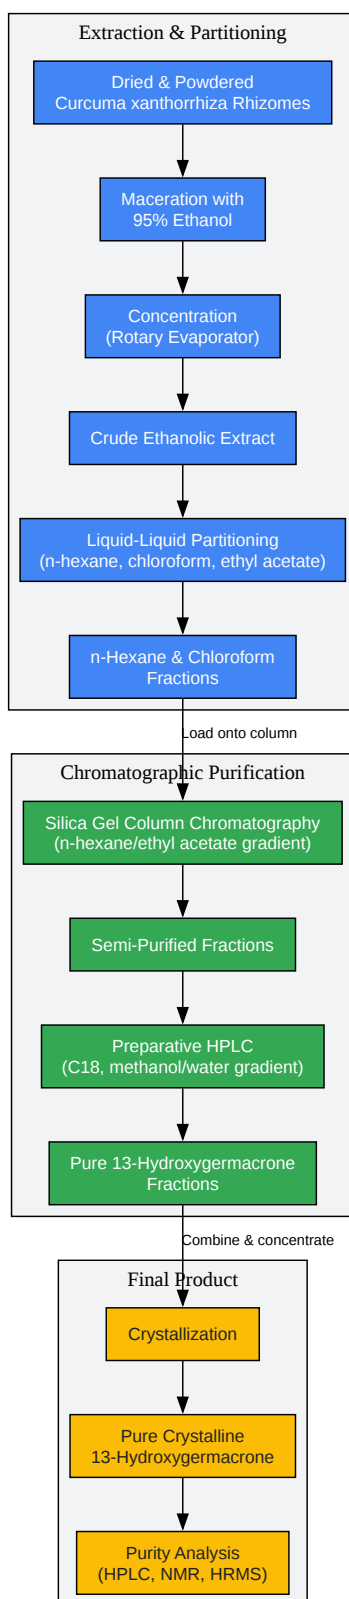 Extraction & Partitioning
Dried & Powdered
Curcuma xanthorrhiza Rhizomes
Maceration with
95% Ethanol
Concentration
(Rotary Evaporator)
Crude Ethanolic Extract
Liquid-Liquid Partitioning
(n-hexane, chloroform, ethyl acetate)
n-Hexane & Chloroform
Fractions
Load onto column
Chromatographic Purification
Silica Gel Column Chromatography
(n-hexane/ethyl acetate gradient)
Semi-Purified Fractions
Preparative HPLC
(C18, methanol/water gradient)
Pure 13-Hydroxygermacrone
Fractions
Combine & concentrate
Final Product
Crystallization
Pure Crystalline
13-Hydroxygermacrone
Purity Analysis
(HPLC, NMR, HRMS)